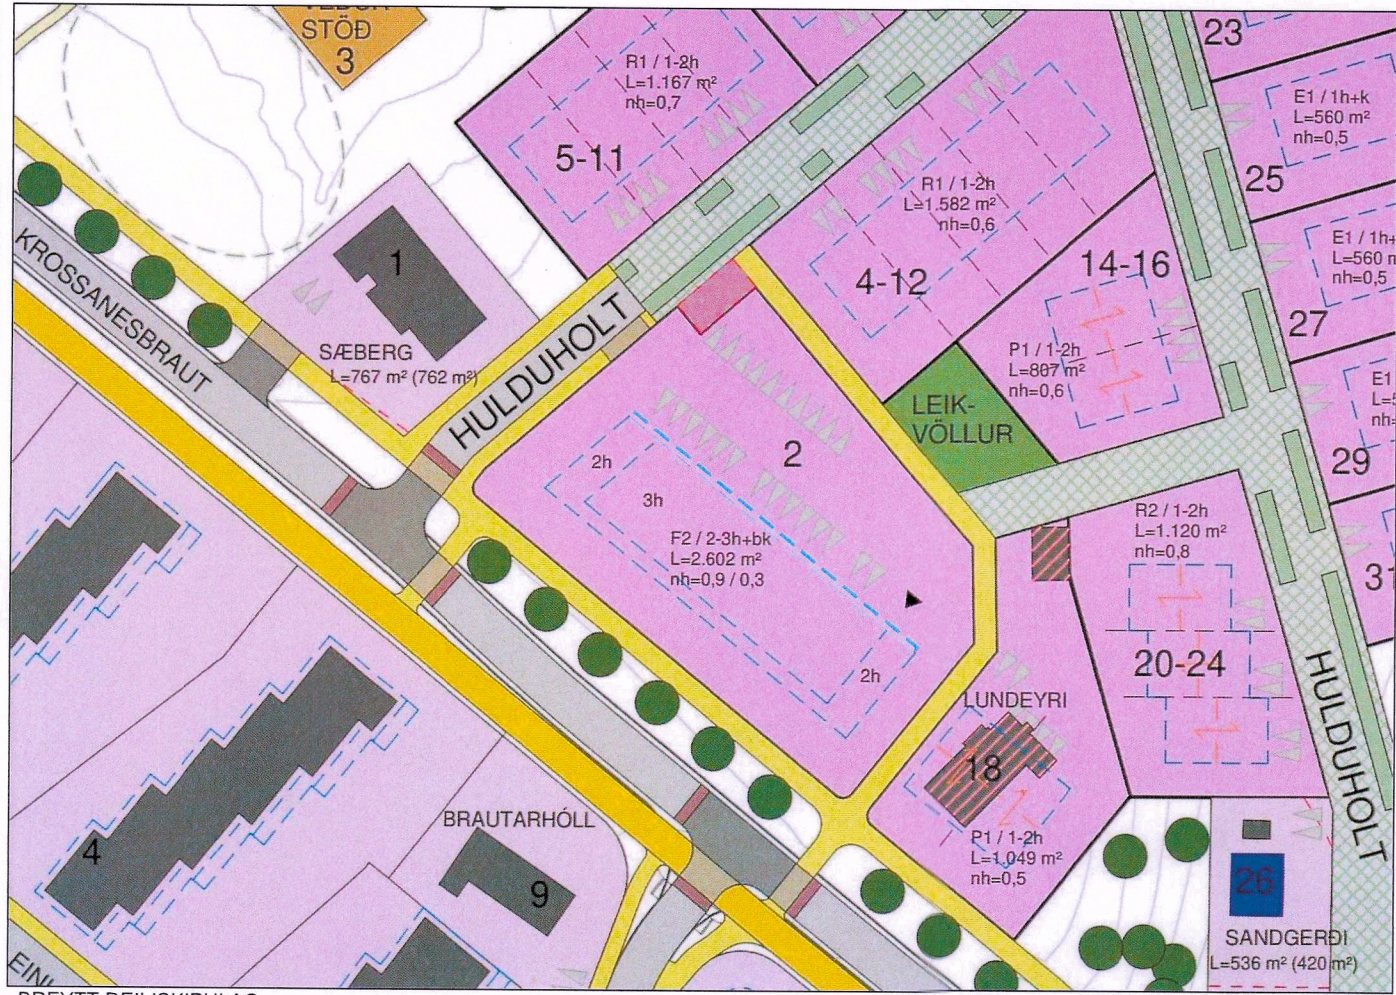 STÖÐ
3
23
R1 / 1-2h
L=1.167 m²
nh=0,7
5-11
E1 / 1h+k
L=560 m²
nh=0,5
25
R1 / 1-2h
L=1.582 m²
nh=0,6
4-12
1
SÆBERG
L=767 m² (762 m²)
KROSSANESBRAUT
HULDUHOLT
14-16
P1 / 1-2h
L=807 m²
nh=0,6
E1 / 1h+
L=560 m
nh=0,5
27
E1
nh=
29
LEIK-
VÖLLUR
2
2h
3h
F2 / 2-3h+bk
L=2.602 m²
nh=0,9 / 0,3
2h
R2 / 1-2h
L=1.120 m²
nh=0,8
20-24
31
HULDUHOLT
LUNDEYRI
18
P1 / 1-2h
L=1.049 m²
nh=0,5
4
BRAUTARHÓLL
9
26
SANDGERÐI
L=536 m² (420 m²)